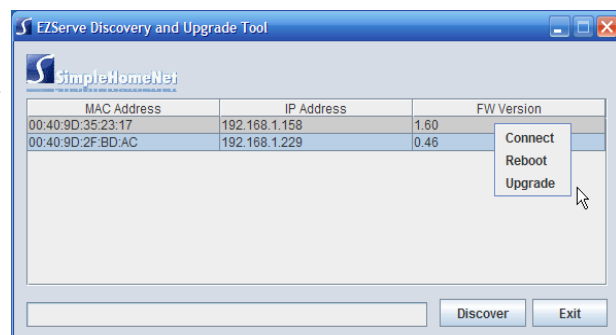 EZServe Discovery and Upgrade Tool
SimpleHomeNet
MAC Address IP Address FW Version
00:40:9D:35:23:17 192.168.1.158 1.60
00:40:9D:2F:BD:AC 192.168.1.229 0.46
Connect
Reboot
Upgrade
Discover Exit